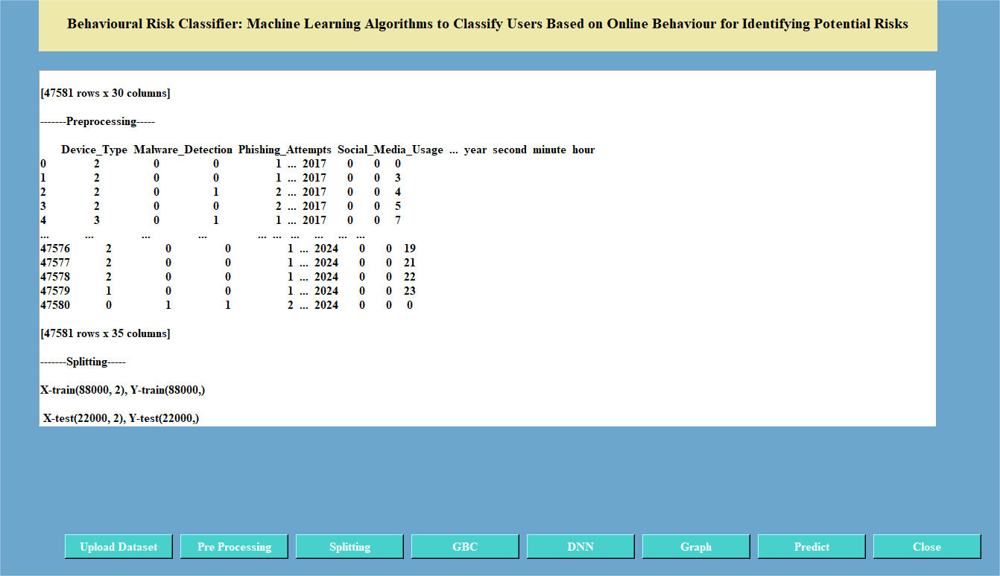 Behavioural Risk Classifier: Machine Learning Algorithms to Classify Users Based on Online Behaviour for Identifying Potential Risks
[47581 rows x 30 columns]
-------Preprocessing-----
Device_Type Malware_Detection Phishing_Attempts Social_Media_Usage ... year second minute hour
0 2 0 0 1 ... 2017 0 0 0
1 2 0 0 1 ... 2017 0 0 3
2 2 0 1 2 ... 2017 0 0 4
3 2 0 0 2 ... 2017 0 0 5
4 3 0 1 1 ... 2017 0 0 7
... ... ... ... ... ... ... ... ... ...
47576 2 0 0 1 ... 2024 0 0 19
47577 2 0 0 1 ... 2024 0 0 21
47578 2 0 0 1 ... 2024 0 0 22
47579 1 0 0 1 ... 2024 0 0 23
47580 0 1 1 2 ... 2024 0 0 0
[47581 rows x 35 columns]
-------Splitting-----
X-train(88000, 2), Y-train(88000,)
X-test(22000, 2), Y-test(22000,)
Upload Dataset Pre Processing Splitting GBC DNN Graph Predict Close